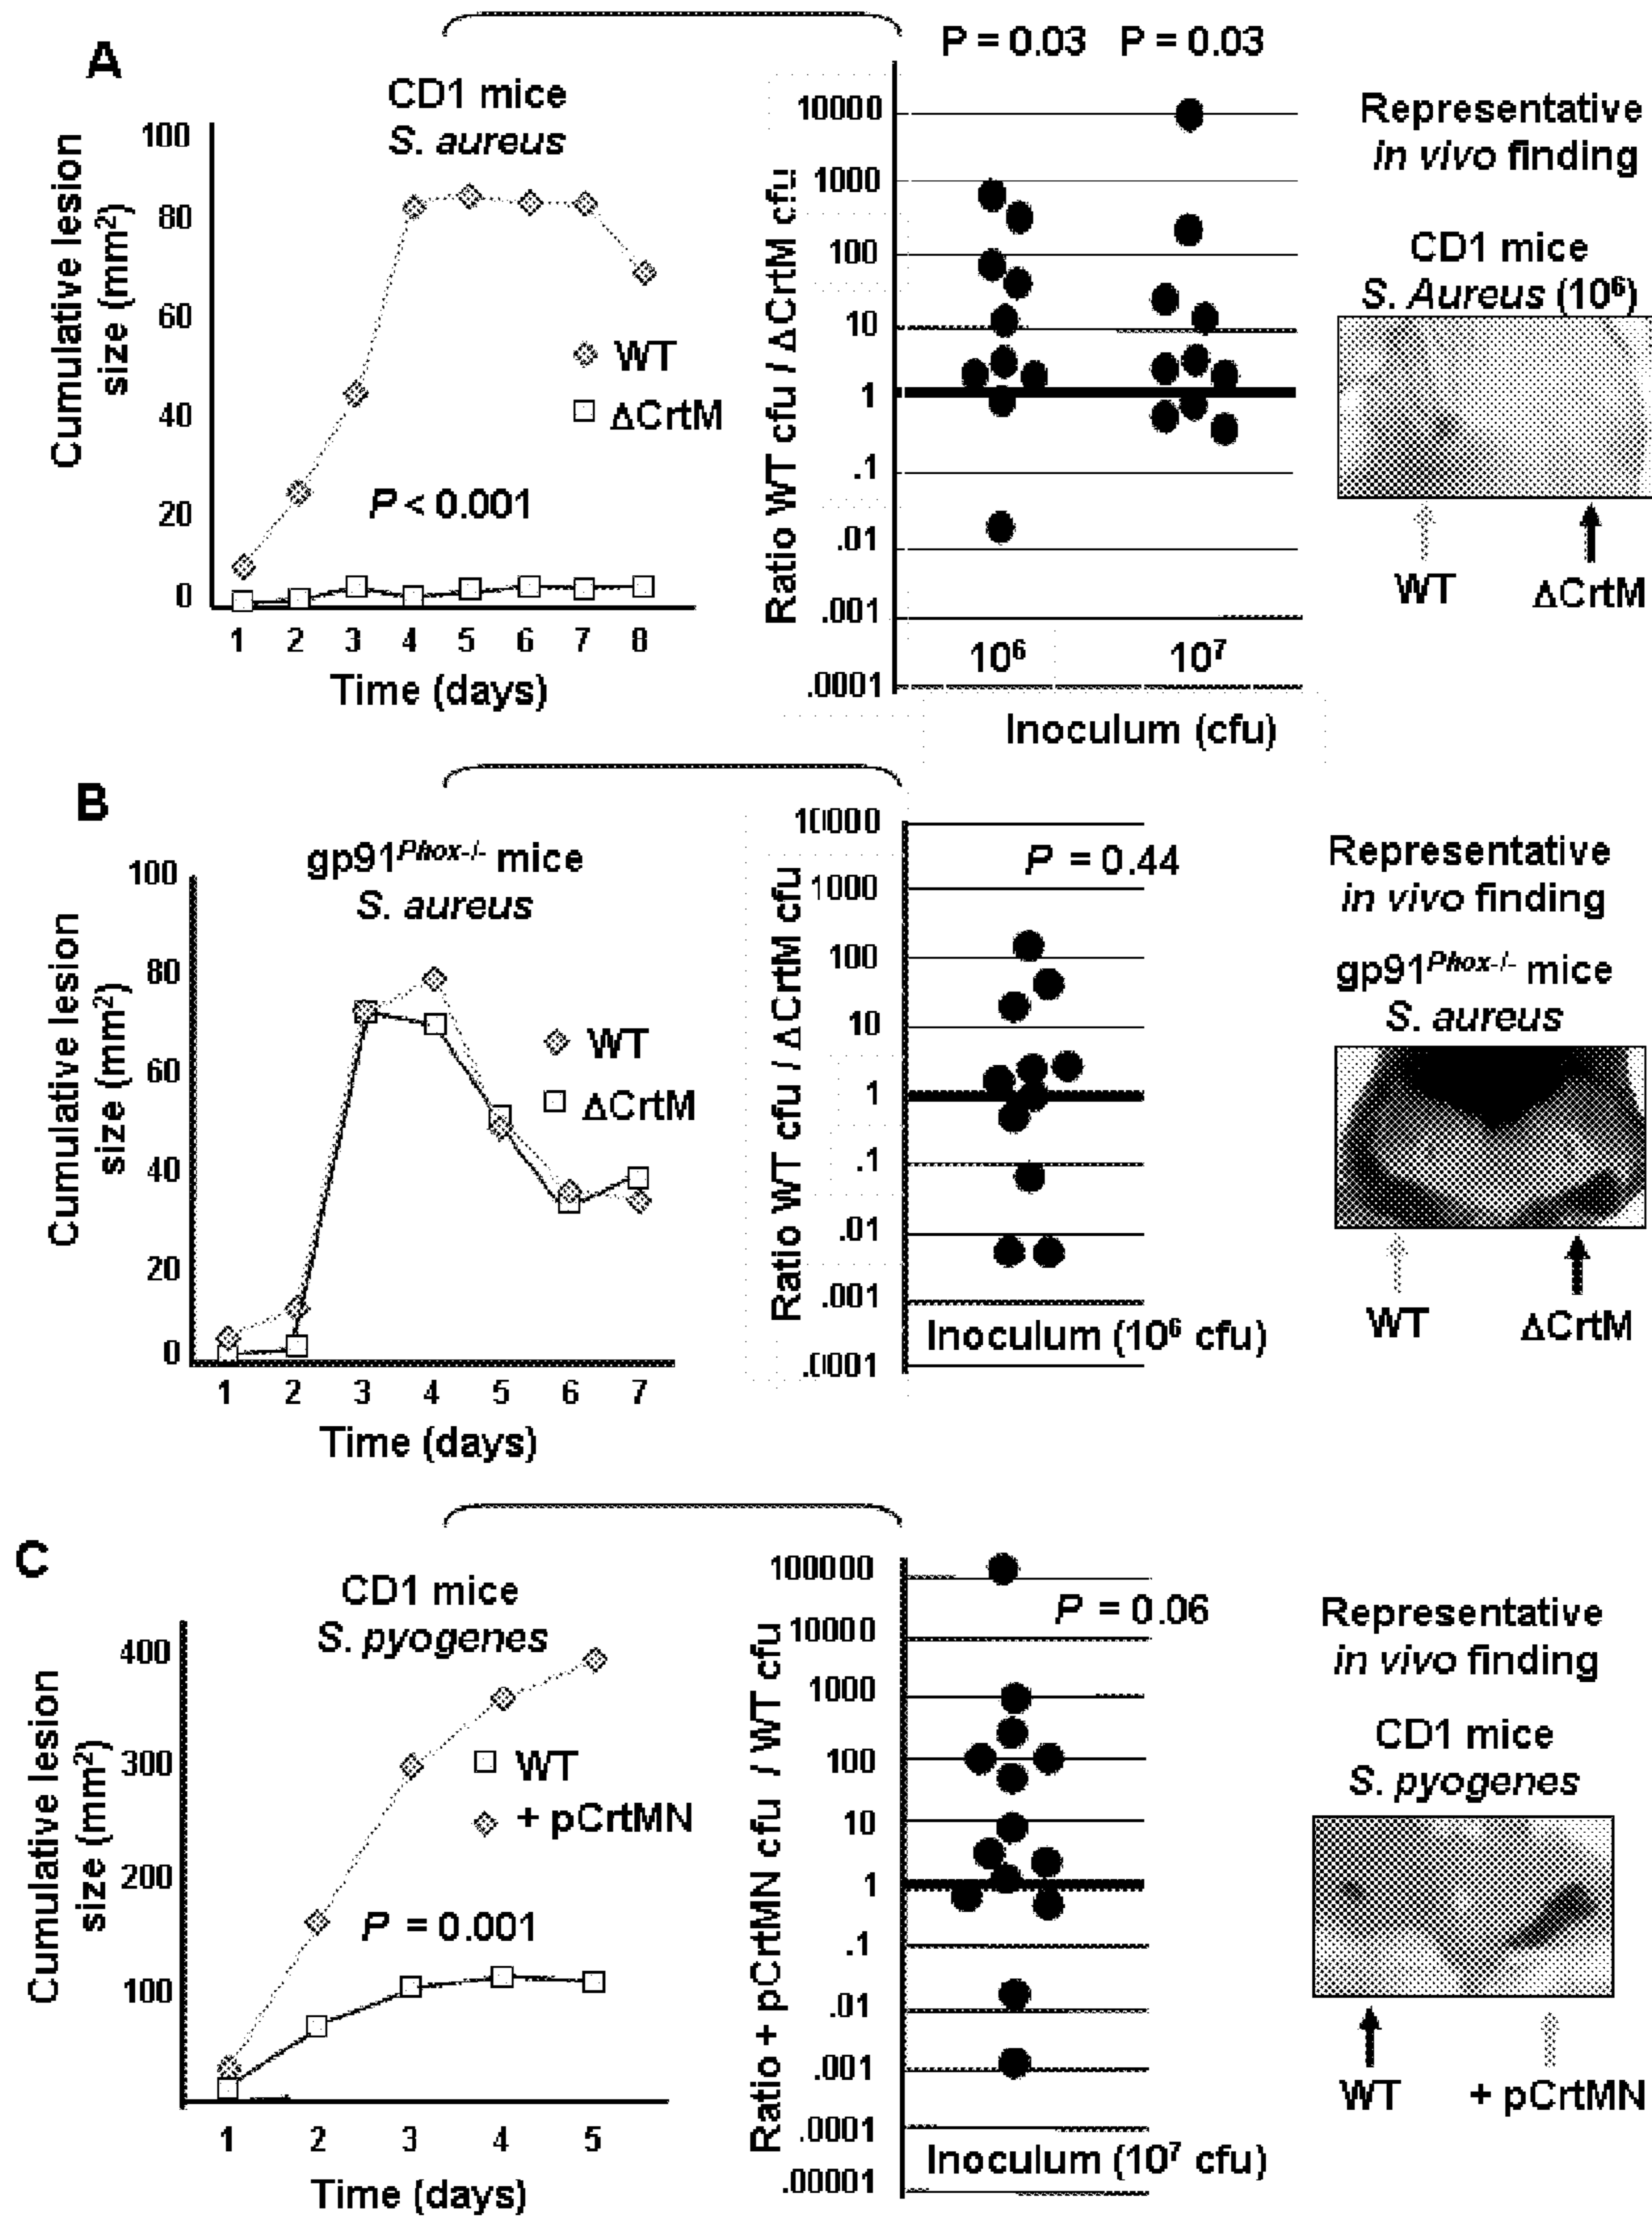 A
CD1 mice
S. aureus
Cumulative lesion
size (mm²)
100
80
60
40
20
0
WT
ΔCrtM
P < 0.001
1 2 3 4 5 6 7 8
Time (days)
P = 0.03 P = 0.03
Ratio WT cfu / ΔCrtM cfu
10000
1000
100
10
1
.1
.01
.001
.0001
10⁶ 10⁷
Inoculum (cfu)
Representative
in vivo finding
CD1 mice
S. Aureus (10⁶)
WT ΔCrtM
B
gp91Phox-/- mice
S. aureus
Cumulative lesion
size (mm²)
100
80
60
40
20
0
WT
ΔCrtM
1 2 3 4 5 6 7
Time (days)
Ratio WT cfu / ΔCrtM cfu
10000
1000
100
10
1
.1
.01
.001
.0001
P = 0.44
Inoculum (10⁶ cfu)
Representative
in vivo finding
gp91Phox-/- mice
S. aureus
WT ΔCrtM
C
CD1 mice
S. pyogenes
Cumulative lesion
size (mm²)
400
300
200
100
WT
+ pCrtMN
P = 0.001
1 2 3 4 5
Time (days)
Ratio + pCrtMN cfu / WT cfu
100000
10000
1000
100
10
1
.1
.01
.001
.0001
.00001
P = 0.06
Inoculum (10⁷ cfu)
Representative
in vivo finding
CD1 mice
S. pyogenes
WT + pCrtMN